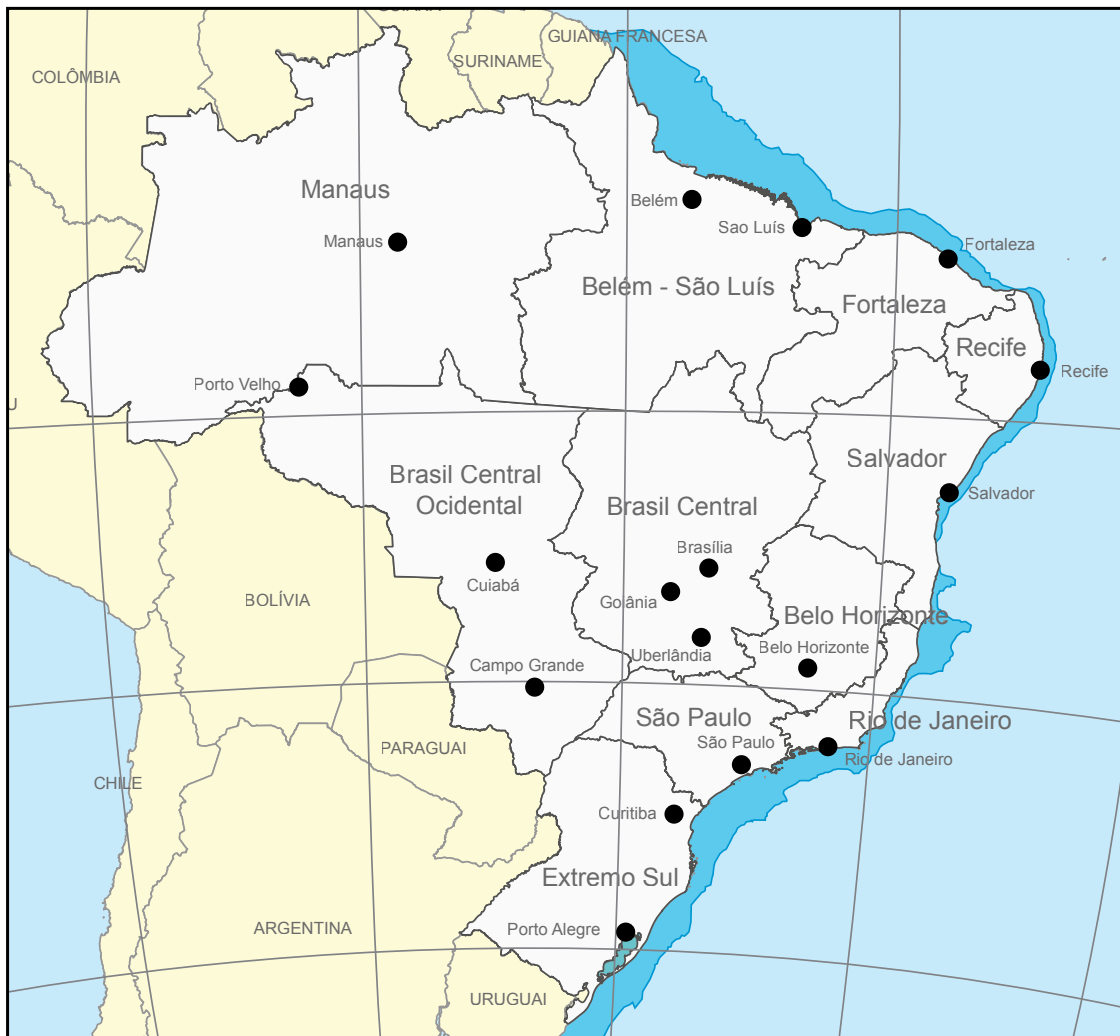 GUIANA FRANCESA
COLÔMBIA
SURINAME
Manaus
Belém
Sao Luís
Manaus
Fortaleza
Belém - São Luís
Fortaleza
Recife
Porto Velho
Recife
U
Brasil Central
Ocidental
Salvador
Brasil Central
Salvador
Brasília
Cuiabá
Goiânia
BOLÍVIA
Belo Horizonte
Uberlândia
Belo Horizonte
Campo Grande
São Paulo
Rio de Janeiro
PARAGUAI
São Paulo
Rio de Janeiro
CHILE
Curitiba
Extremo Sul
ARGENTINA
Porto Alegre
URUGUAI